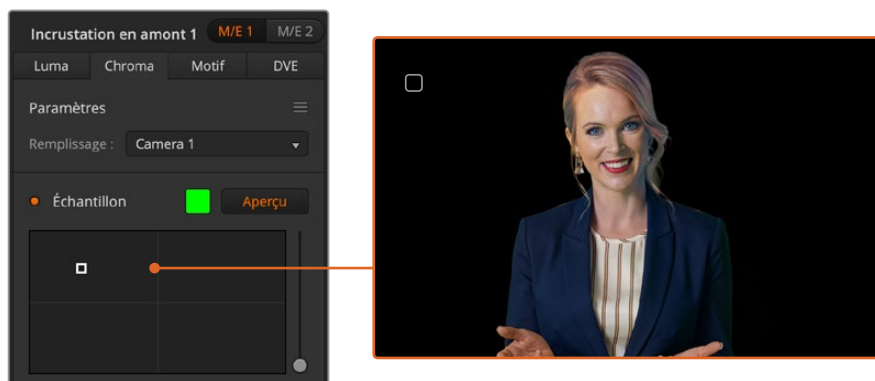 Incrustation en amont 1 M/E 1 M/E 2
Luma Chroma Motif DVE
Paramètres
Remplissage : Camera 1
Échantillon Aperçu